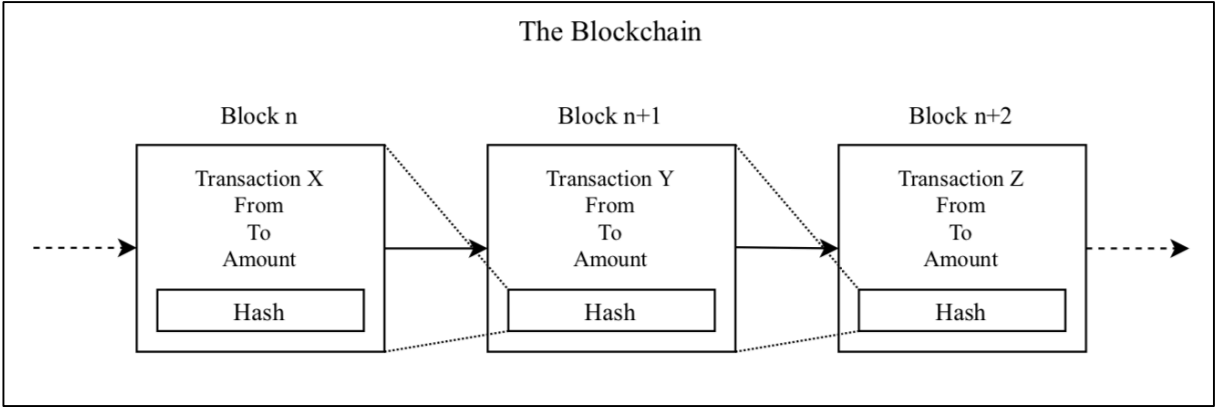 The Blockchain
Block n
Transaction X
From
To
Amount
Hash
Block n+1
Transaction Y
From
To
Amount
Hash
Block n+2
Transaction Z
From
To
Amount
Hash